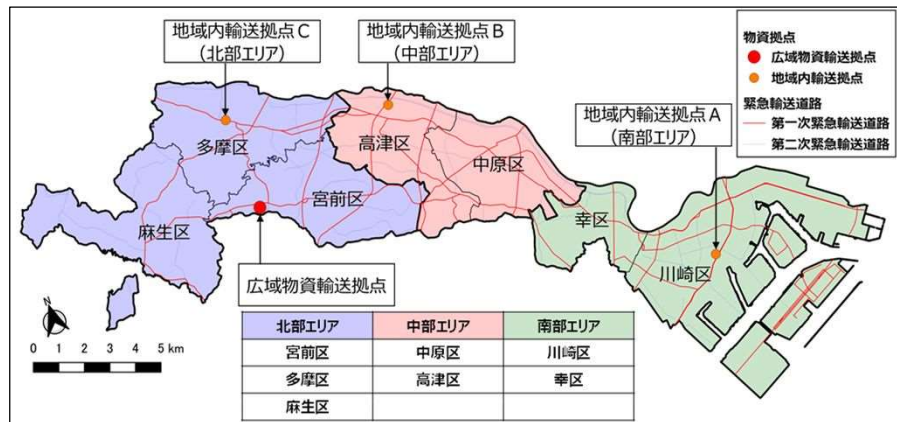 地域内輸送拠点C
（北部エリア）
地域内輸送拠点B
（中部エリア）
地域内輸送拠点A
（南部エリア）
物資拠点
広域物資輸送拠点
地域内輸送拠点
緊急輸送道路
第一次緊急輸送道路
第二次緊急輸送道路
多摩区
高津区
中原区
宮前区
麻生区
幸区
川崎区
広域物資輸送拠点
N
0 1 2 3 4 5 km
北部エリア 中部エリア 南部エリア
宮前区 中原区 川崎区
多摩区 高津区 幸区
麻生区